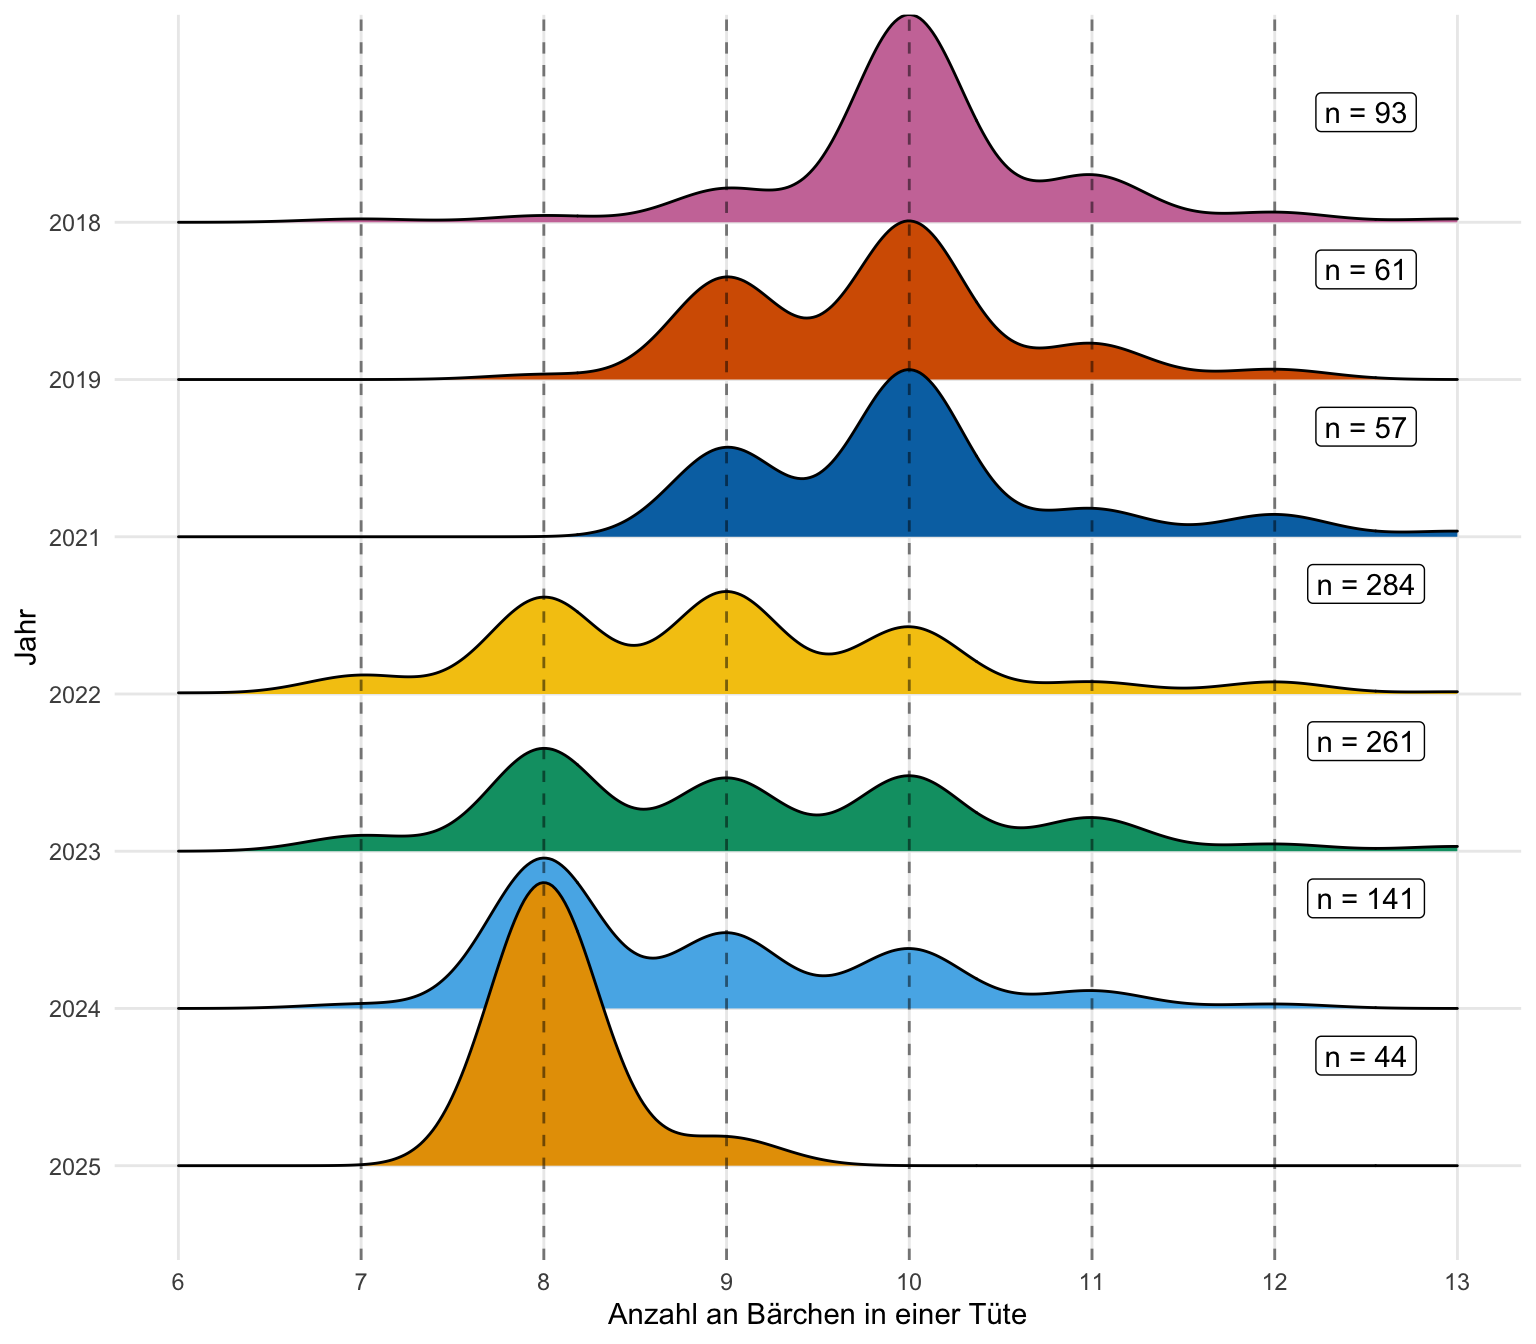 n = 93
2018
n = 61
2019
n = 57
2021
n = 284
Jahr
2022
n = 261
2023
n = 141
2024
n = 44
2025
6 7 8 9 10 11 12 13
Anzahl an Bärchen in einer Tüte